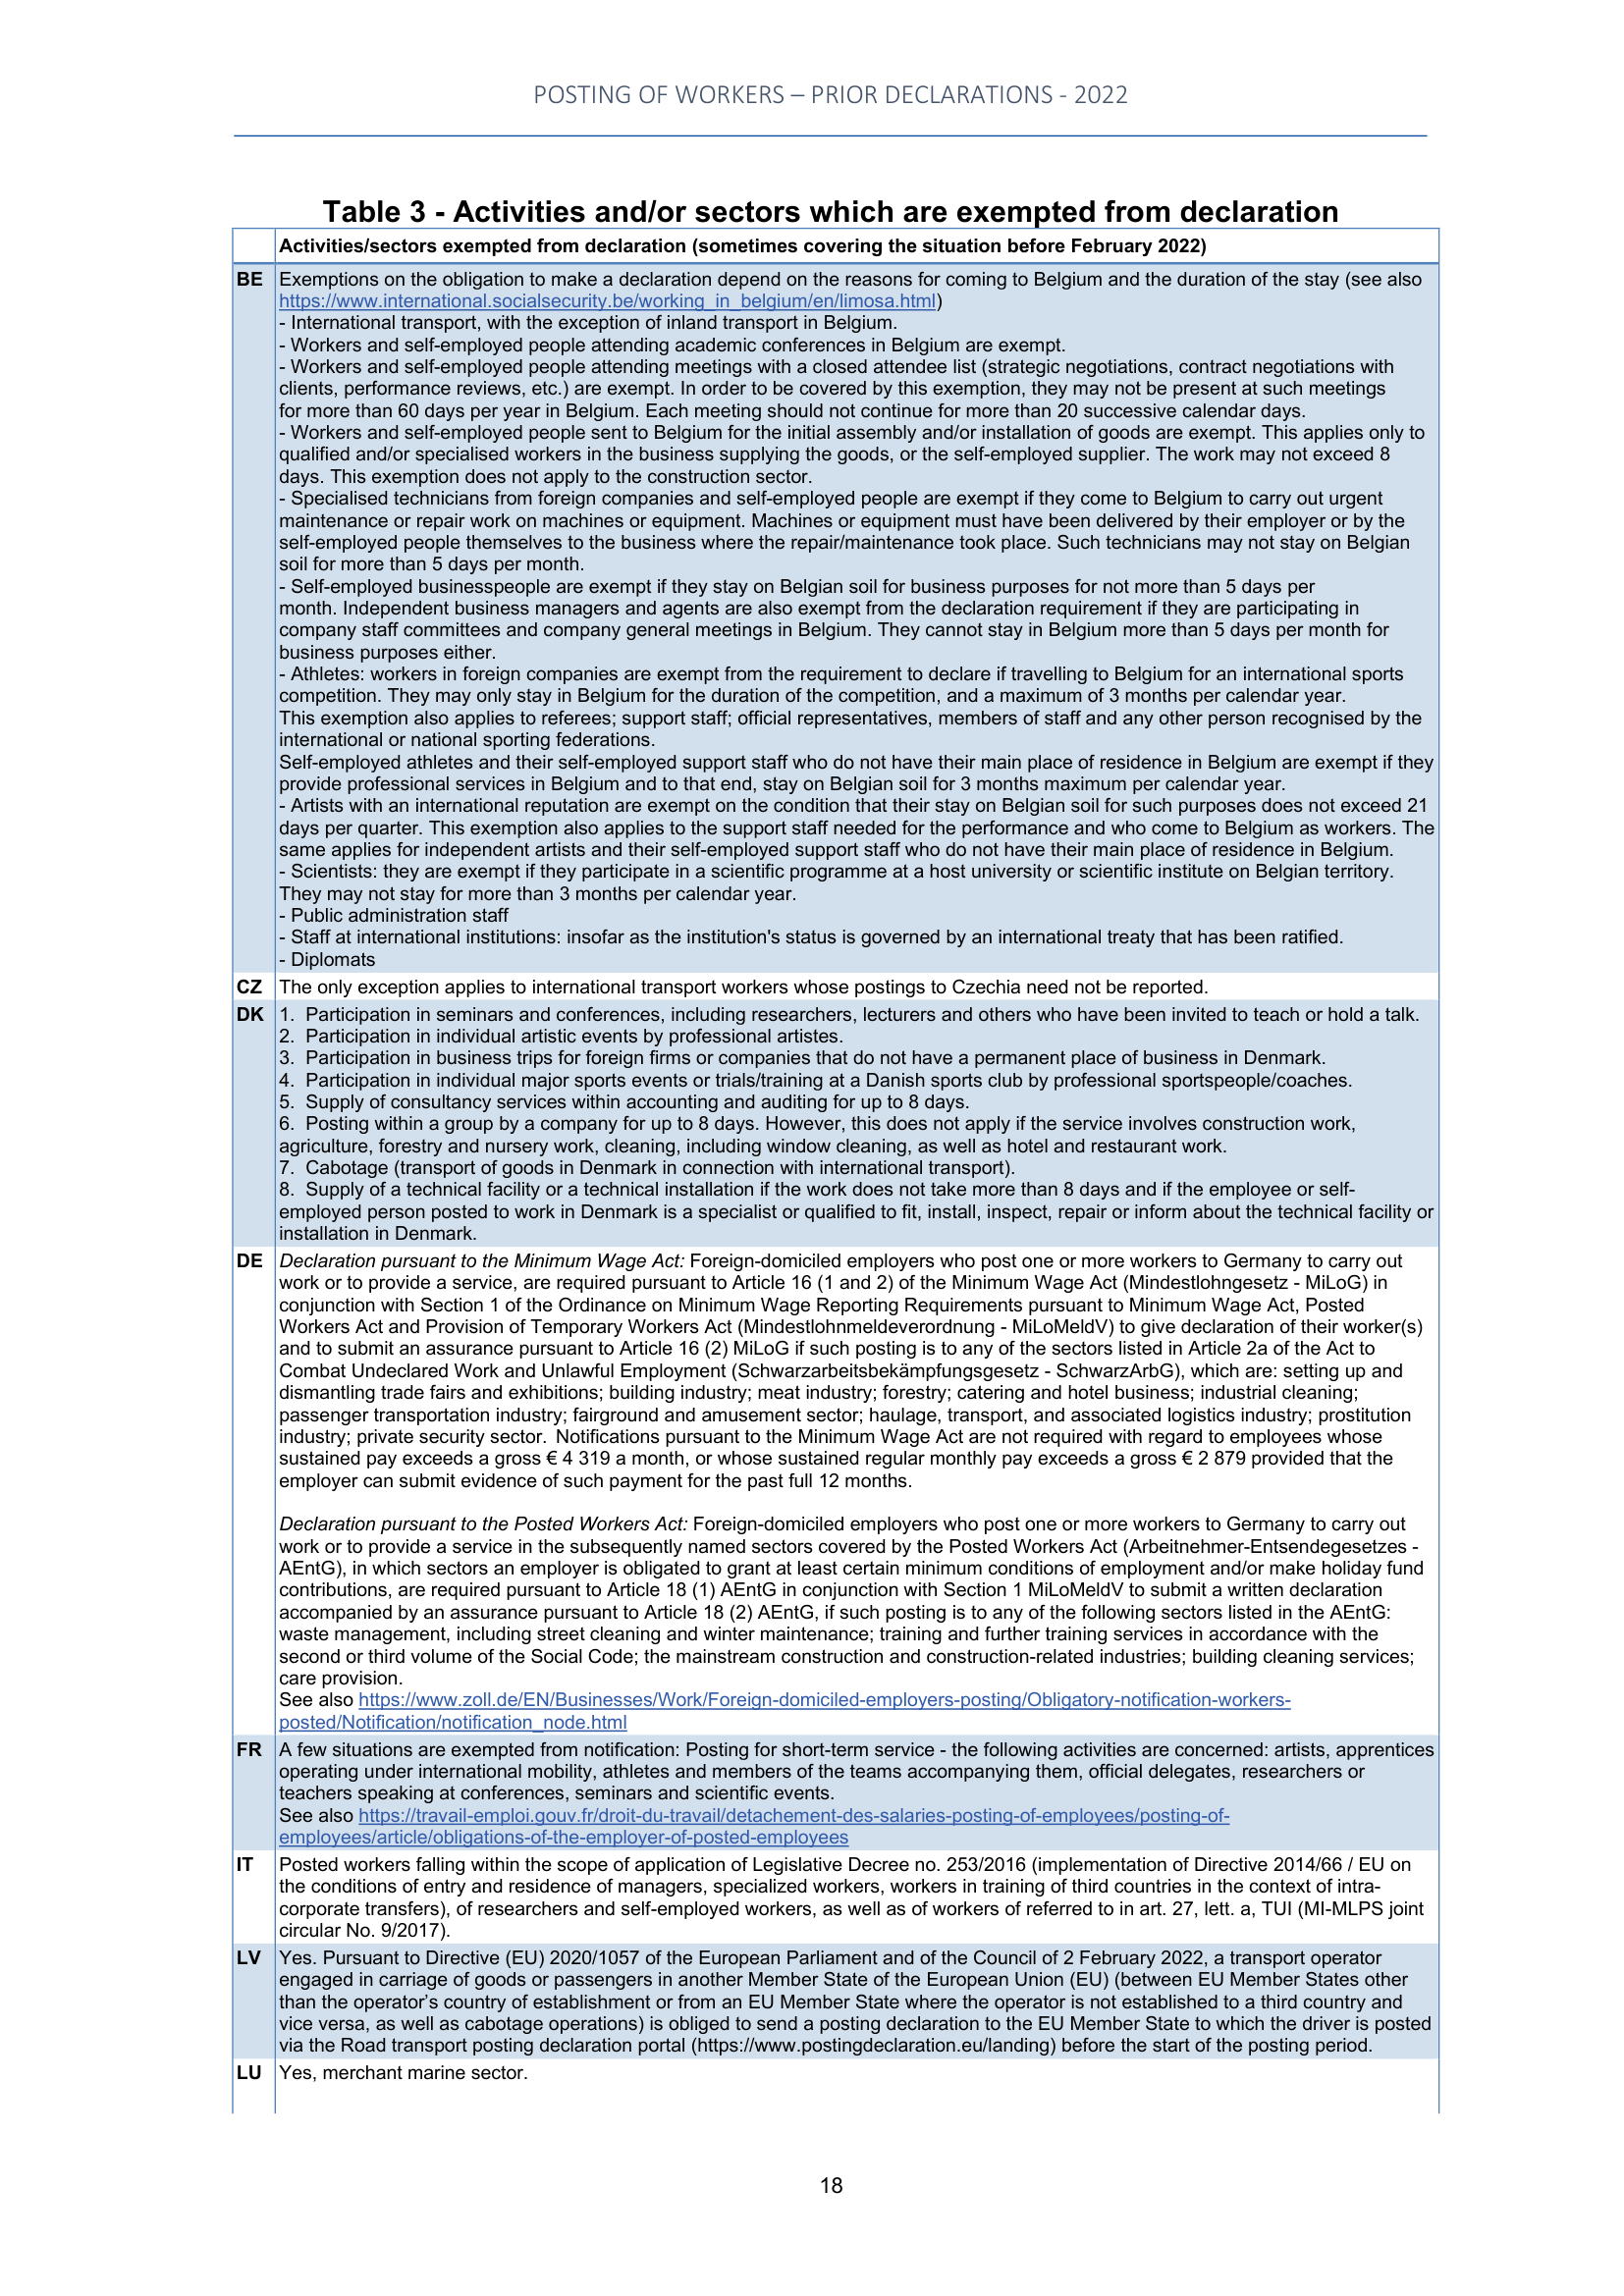 POSTING OF WORKERS – PRIOR DECLARATIONS - 2022
Table 3 - Activities and/or sectors which are exempted from declaration
Activities/sectors exempted from declaration (sometimes covering the situation before February 2022)
BE Exemptions on the obligation to make a declaration depend on the reasons for coming to Belgium and the duration of the stay (see also
https://www.international.socialsecurity.be/working_in_belgium/en/limosa.html)
- International transport, with the exception of inland transport in Belgium.
- Workers and self-employed people attending academic conferences in Belgium are exempt.
- Workers and self-employed people attending meetings with a closed attendee list (strategic negotiations, contract negotiations with
clients, performance reviews, etc.) are exempt. In order to be covered by this exemption, they may not be present at such meetings
for more than 60 days per year in Belgium. Each meeting should not continue for more than 20 successive calendar days.
- Workers and self-employed people sent to Belgium for the initial assembly and/or installation of goods are exempt. This applies only to
qualified and/or specialised workers in the business supplying the goods, or the self-employed supplier. The work may not exceed 8
days. This exemption does not apply to the construction sector.
- Specialised technicians from foreign companies and self-employed people are exempt if they come to Belgium to carry out urgent
maintenance or repair work on machines or equipment. Machines or equipment must have been delivered by their employer or by the
self-employed people themselves to the business where the repair/maintenance took place. Such technicians may not stay on Belgian
soil for more than 5 days per month.
- Self-employed businesspeople are exempt if they stay on Belgian soil for business purposes for not more than 5 days per
month. Independent business managers and agents are also exempt from the declaration requirement if they are participating in
company staff committees and company general meetings in Belgium. They cannot stay in Belgium more than 5 days per month for
business purposes either.
- Athletes: workers in foreign companies are exempt from the requirement to declare if travelling to Belgium for an international sports
competition. They may only stay in Belgium for the duration of the competition, and a maximum of 3 months per calendar year.
This exemption also applies to referees; support staff; official representatives, members of staff and any other person recognised by the
international or national sporting federations.
Self-employed athletes and their self-employed support staff who do not have their main place of residence in Belgium are exempt if they
provide professional services in Belgium and to that end, stay on Belgian soil for 3 months maximum per calendar year.
- Artists with an international reputation are exempt on the condition that their stay on Belgian soil for such purposes does not exceed 21
days per quarter. This exemption also applies to the support staff needed for the performance and who come to Belgium as workers. The
same applies for independent artists and their self-employed support staff who do not have their main place of residence in Belgium.
- Scientists: they are exempt if they participate in a scientific programme at a host university or scientific institute on Belgian territory.
They may not stay for more than 3 months per calendar year.
- Public administration staff
- Staff at international institutions: insofar as the institution's status is governed by an international treaty that has been ratified.
- Diplomats
CZ The only exception applies to international transport workers whose postings to Czechia need not be reported.
DK 1. Participation in seminars and conferences, including researchers, lecturers and others who have been invited to teach or hold a talk.
2. Participation in individual artistic events by professional artistes.
3. Participation in business trips for foreign firms or companies that do not have a permanent place of business in Denmark.
4. Participation in individual major sports events or trials/training at a Danish sports club by professional sportspeople/coaches.
5. Supply of consultancy services within accounting and auditing for up to 8 days.
6. Posting within a group by a company for up to 8 days. However, this does not apply if the service involves construction work,
agriculture, forestry and nursery work, cleaning, including window cleaning, as well as hotel and restaurant work.
7. Cabotage (transport of goods in Denmark in connection with international transport).
8. Supply of a technical facility or a technical installation if the work does not take more than 8 days and if the employee or self-
employed person posted to work in Denmark is a specialist or qualified to fit, install, inspect, repair or inform about the technical facility or
installation in Denmark.
DE Declaration pursuant to the Minimum Wage Act: Foreign-domiciled employers who post one or more workers to Germany to carry out
work or to provide a service, are required pursuant to Article 16 (1 and 2) of the Minimum Wage Act (Mindestlohngesetz - MiLoG) in
conjunction with Section 1 of the Ordinance on Minimum Wage Reporting Requirements pursuant to Minimum Wage Act, Posted
Workers Act and Provision of Temporary Workers Act (Mindestlohnmeldeverordnung - MiLoMeldV) to give declaration of their worker(s)
and to submit an assurance pursuant to Article 16 (2) MiLoG if such posting is to any of the sectors listed in Article 2a of the Act to
Combat Undeclared Work and Unlawful Employment (Schwarzarbeitsbekämpfungsgesetz - SchwarzArbG), which are: setting up and
dismantling trade fairs and exhibitions; building industry; meat industry; forestry; catering and hotel business; industrial cleaning;
passenger transportation industry; fairground and amusement sector; haulage, transport, and associated logistics industry; prostitution
industry; private security sector. Notifications pursuant to the Minimum Wage Act are not required with regard to employees whose
sustained pay exceeds a gross € 4 319 a month, or whose sustained regular monthly pay exceeds a gross € 2 879 provided that the
employer can submit evidence of such payment for the past full 12 months.
Declaration pursuant to the Posted Workers Act: Foreign-domiciled employers who post one or more workers to Germany to carry out
work or to provide a service in the subsequently named sectors covered by the Posted Workers Act (Arbeitnehmer-Entsendegesetzes -
AEntG), in which sectors an employer is obligated to grant at least certain minimum conditions of employment and/or make holiday fund
contributions, are required pursuant to Article 18 (1) AEntG in conjunction with Section 1 MiLoMeldV to submit a written declaration
accompanied by an assurance pursuant to Article 18 (2) AEntG, if such posting is to any of the following sectors listed in the AEntG:
waste management, including street cleaning and winter maintenance; training and further training services in accordance with the
second or third volume of the Social Code; the mainstream construction and construction-related industries; building cleaning services;
care provision.
See also https://www.zoll.de/EN/Businesses/Work/Foreign-domiciled-employers-posting/Obligatory-notification-workers-
posted/Notification/notification_node.html
FR A few situations are exempted from notification: Posting for short-term service - the following activities are concerned: artists, apprentices
operating under international mobility, athletes and members of the teams accompanying them, official delegates, researchers or
teachers speaking at conferences, seminars and scientific events.
See also https://travail-emploi.gouv.fr/droit-du-travail/detachement-des-salaries-posting-of-employees/posting-of-
employees/article/obligations-of-the-employer-of-posted-employees
IT Posted workers falling within the scope of application of Legislative Decree no. 253/2016 (implementation of Directive 2014/66 / EU on
the conditions of entry and residence of managers, specialized workers, workers in training of third countries in the context of intra-
corporate transfers), of researchers and self-employed workers, as well as of workers of referred to in art. 27, lett. a, TUI (MI-MLPS joint
circular No. 9/2017).
LV Yes. Pursuant to Directive (EU) 2020/1057 of the European Parliament and of the Council of 2 February 2022, a transport operator
engaged in carriage of goods or passengers in another Member State of the European Union (EU) (between EU Member States other
than the operator’s country of establishment or from an EU Member State where the operator is not established to a third country and
vice versa, as well as cabotage operations) is obliged to send a posting declaration to the EU Member State to which the driver is posted
via the Road transport posting declaration portal (https://www.postingdeclaration.eu/landing) before the start of the posting period.
LU Yes, merchant marine sector.
18